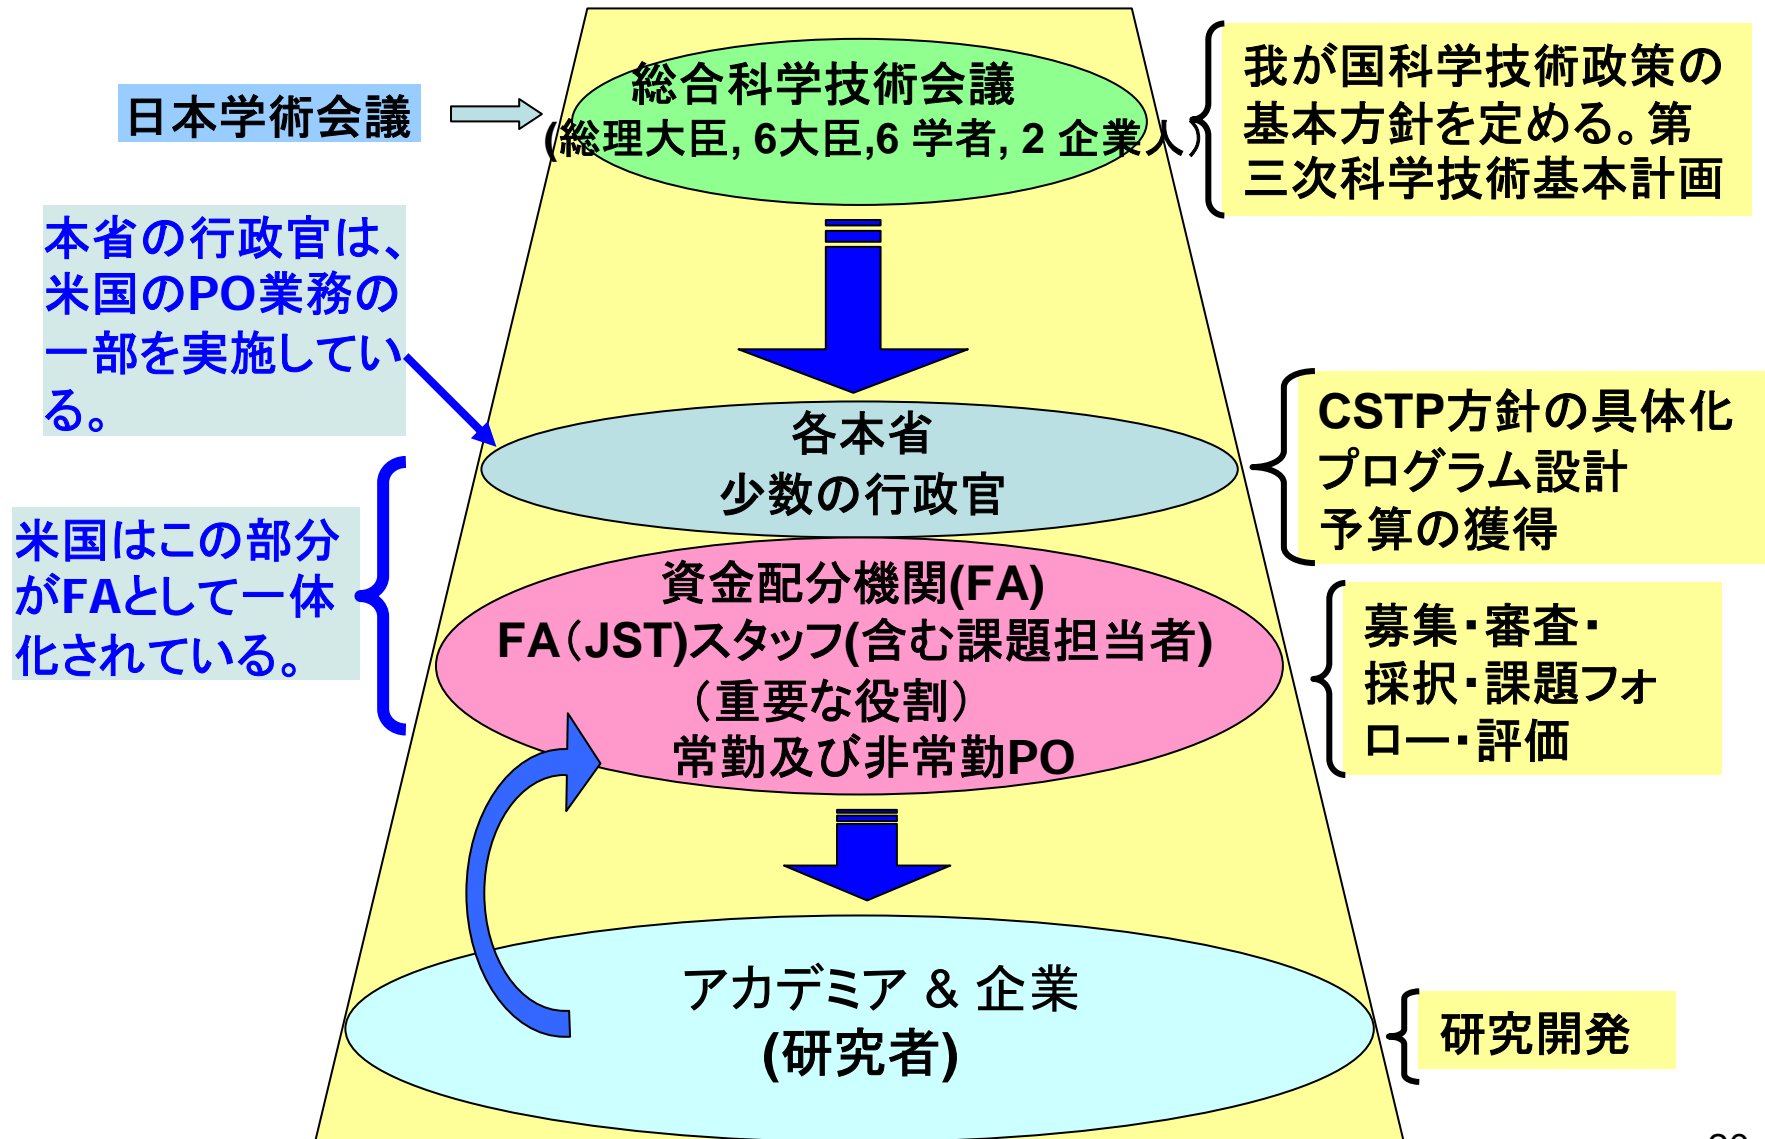 総合科学技術会議
(総理大臣, 6大臣,6 学者, 2 企業人)
日本学術会議
我が国科学技術政策の
基本方針を定める。第
三次科学技術基本計画
本省の行政官は、
米国のPO業務の
一部を実施してい
る。
各本省
少数の行政官
CSTP方針の具体化
プログラム設計
予算の獲得
米国はこの部分
がFAとして一体
化されている。
資金配分機関(FA)
FA(JST)スタッフ(含む課題担当者)
(重要な役割)
常勤及び非常勤PO
募集・審査・
採択・課題フォ
ロー・評価
アカデミア & 企業
(研究者)
研究開発